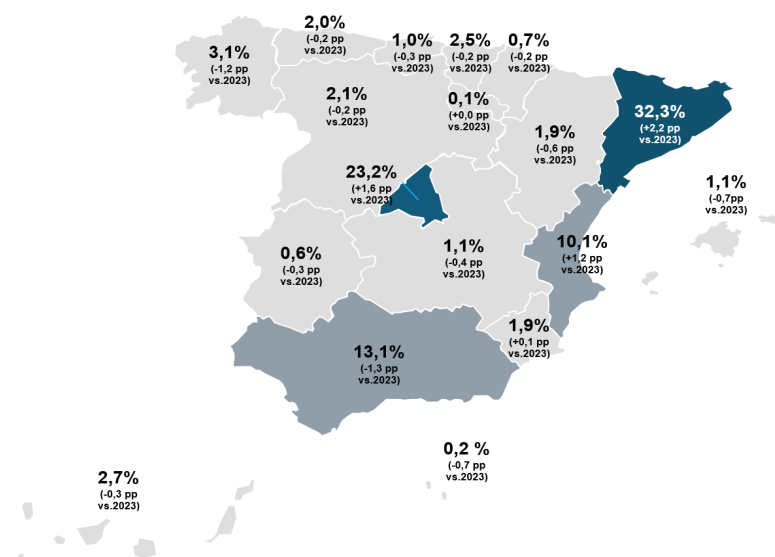 2,0%
(-0,2 pp
vs.2023)
3,1%
(-1,2 pp
vs.2023)
1,0%
(-0,3 pp
vs.2023)
2,5%
(-0,2 pp
vs.2023)
0,7%
(-0,2 pp
vs.2023)
2,1%
(-0,2 pp
vs.2023)
0,1%
(+0,0 pp
vs.2023)
32,3%
(+2,2 pp
vs.2023)
1,9%
(-0,6 pp
vs.2023)
23,2%
(+1,6 pp
vs.2023)
1,1%
(-0,7pp
vs.2023)
0,6%
(-0,3 pp
vs.2023)
1,1%
(-0,4 pp
vs.2023)
10,1%
(+1,2 pp
vs.2023)
13,1%
(-1,3 pp
vs.2023)
1,9%
(+0,1 pp
vs.2023)
0,2 %
(-0,7 pp
vs.2023)
2,7%
(-0,3 pp
vs.2023)